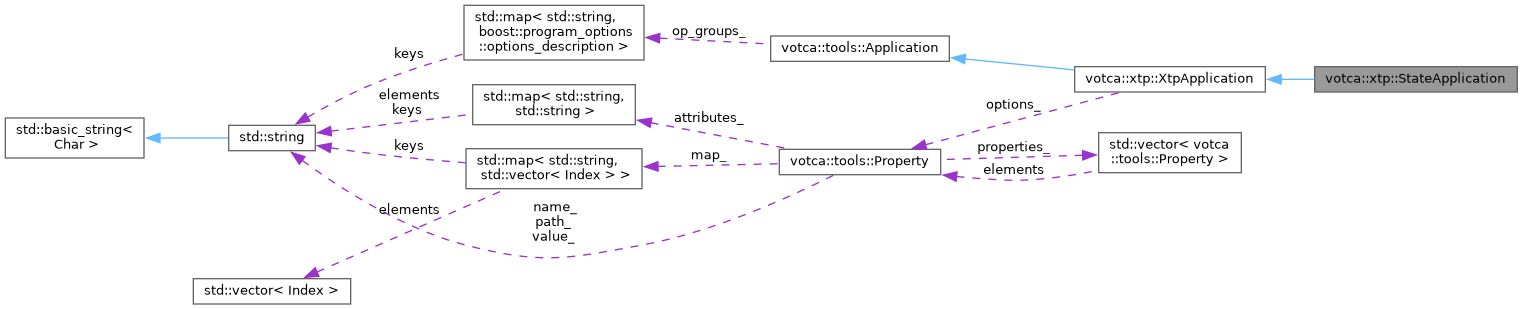 std::map< std::string,
boost::program_options
::options_description >
op_groups_
votca::tools::Application
keys
votca::xtp::XtpApplication
votca::xtp::StateApplication
elements
keys
std::map< std::string,
std::string >
options_
attributes_
std::basic_string<
Char >
std::string
keys
std::map< std::string,
std::vector< Index > >
map_
votca::tools::Property
properties_
elements
std::vector< votca
::tools::Property >
elements
name_
path_
value_
std::vector< Index >